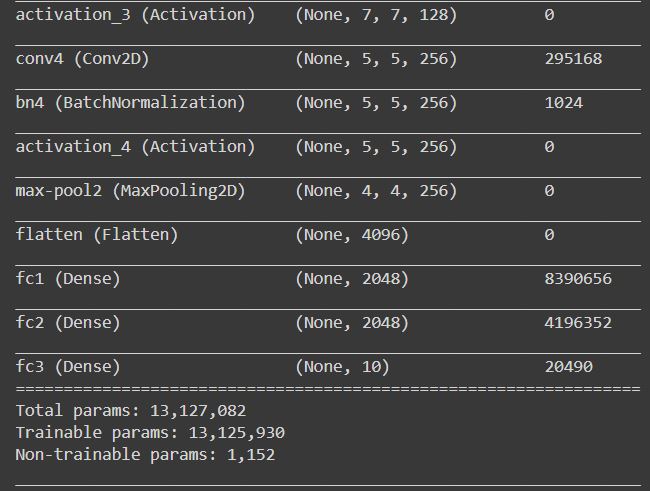 activation_3 (Activation) (None, 7, 7, 128) 0
conv4 (Conv2D) (None, 5, 5, 256) 295168
bn4 (BatchNormalization) (None, 5, 5, 256) 1024
activation_4 (Activation) (None, 5, 5, 256) 0
max-pool2 (MaxPooling2D) (None, 4, 4, 256) 0
flatten (Flatten) (None, 4096) 0
fc1 (Dense) (None, 2048) 8390656
fc2 (Dense) (None, 2048) 4196352
fc3 (Dense) (None, 10) 20490
=================================================================
Total params: 13,127,082
Trainable params: 13,125,930
Non-trainable params: 1,152